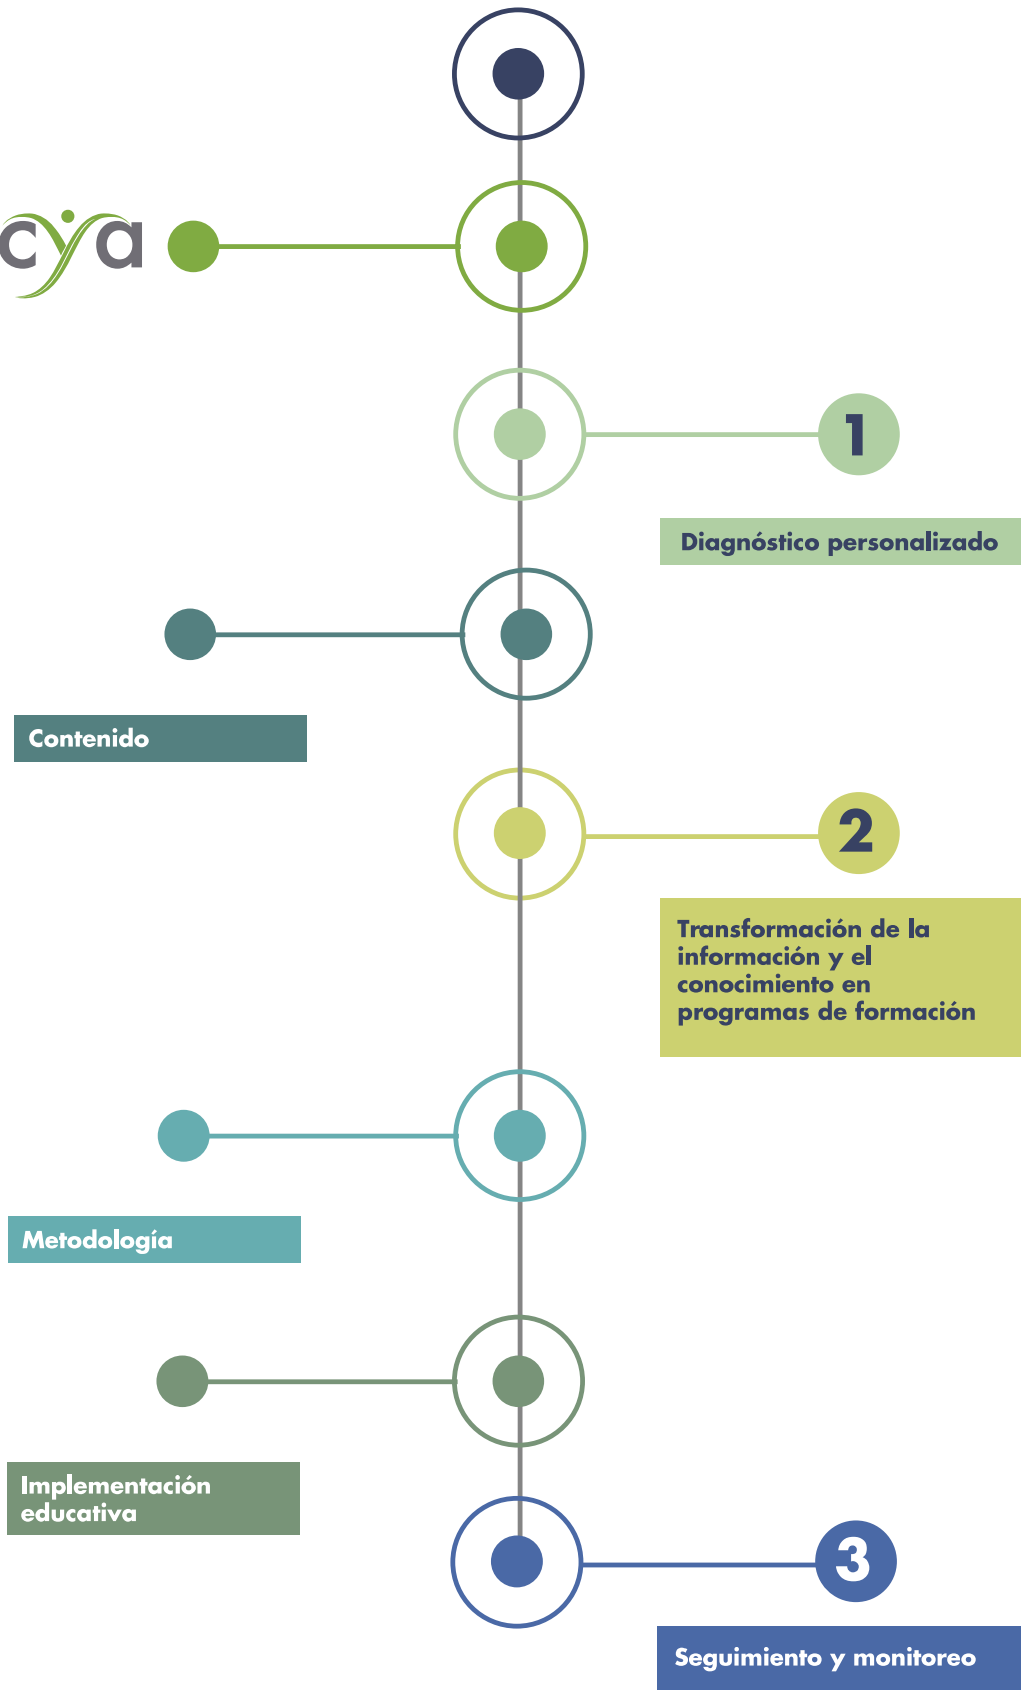 cya
1
Diagnóstico personalizado
Contenido
2
Transformación de la
información y el
conocimiento en
programas de formación
Metodología
Implementación
educativa
3
Seguimiento y monitoreo